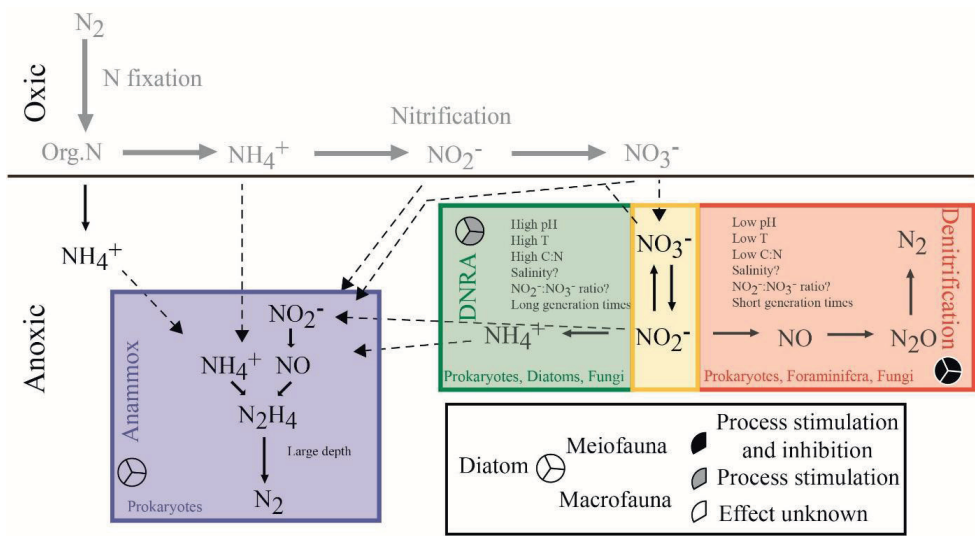 N₂
N fixation
Oxic
Nitrification
Org.N
NH₄⁺
NO₂⁻
NO₃⁻
Anoxic
NH₄⁺
Anammox
NO₂⁻
NH₄⁺
NO
N₂H₄
Large depth
N₂
Prokaryotes
DNRA
High pH
High T
High C:N
Salinity?
NO₂⁻:NO₃⁻ ratio?
Long generation times
NH₄⁺
Prokaryotes, Diatoms, Fungi
NO₃⁻
NO₂⁻
Low pH
Low T
Low C:N
Salinity?
NO₂⁻:NO₃⁻ ratio?
Short generation times
N₂
NO
N₂O
Denitrification
Prokaryotes, Foraminifera, Fungi
Diatom
Meiofauna
Macrofauna
Process stimulation
and inhibition
Process stimulation
Effect unknown